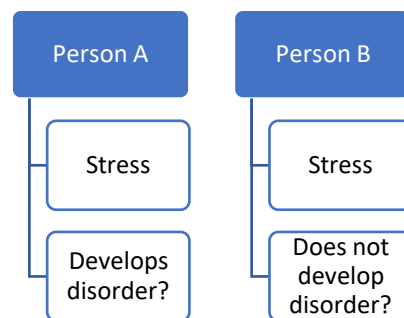 Person A
Stress
Develops
disorder?
Person B
Stress
Does not
develop
disorder?